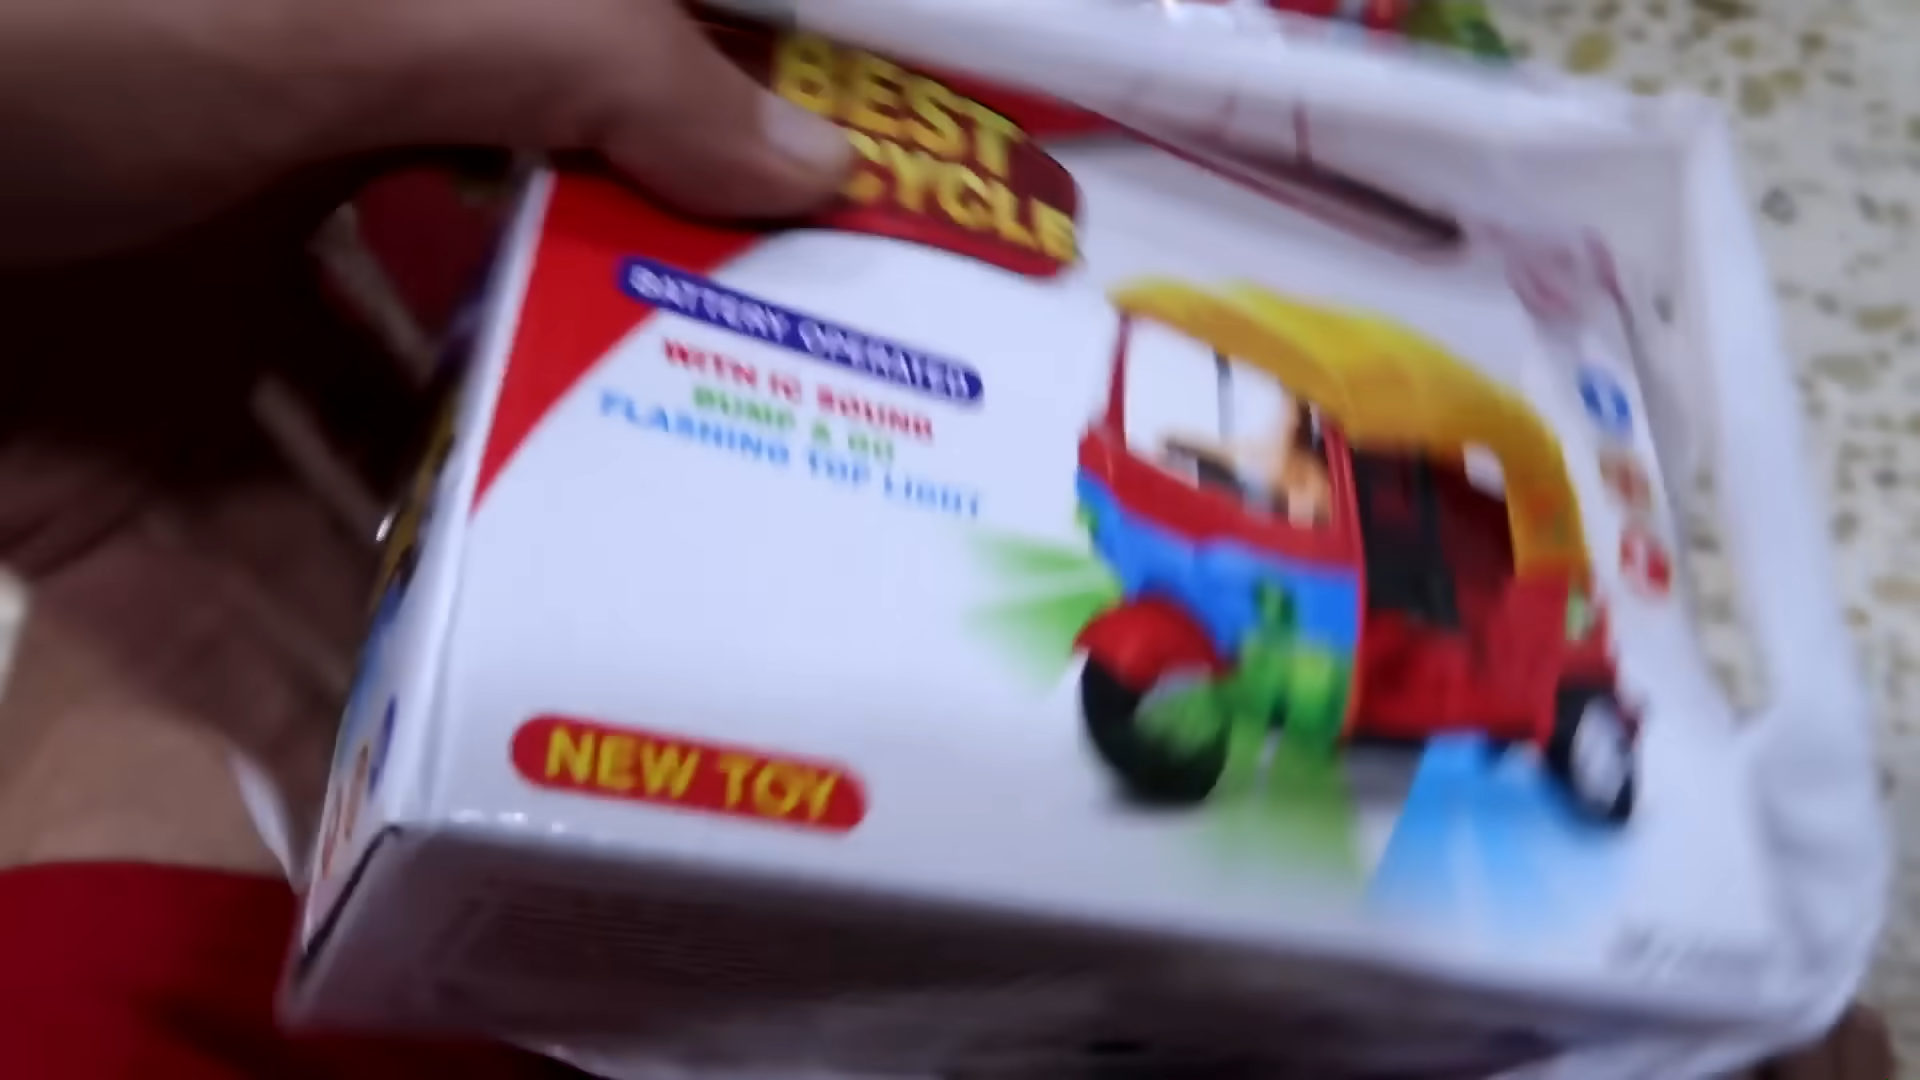 BEST
CYCLE
BATTERY OPERATED
WITH IC SOUND
BUMP & GO
FLASHING TOP LIGHT
NEW TOY